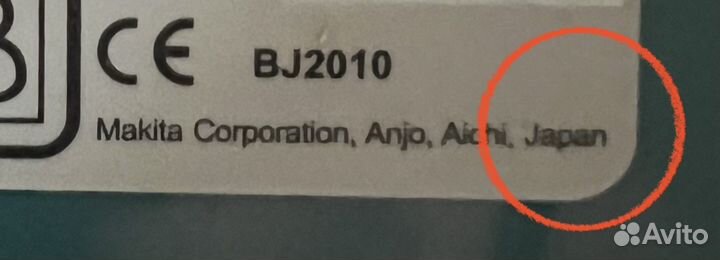 CE BJ2010
Makita Corporation, Anjo, Aichi, Japan
Avito